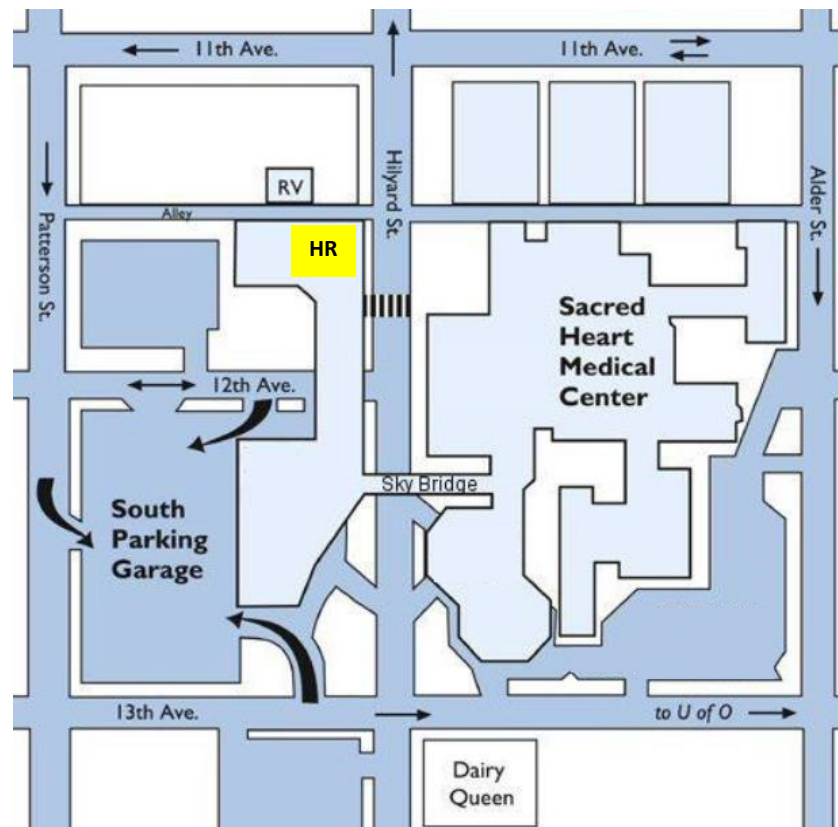 11th Ave.
11th Ave.
RV
Hilyard St.
Alder St.
Patterson St.
Alley
HR
Sacred
Heart
Medical
Center
12th Ave.
Sky Bridge
South
Parking
Garage
13th Ave.
to U of O
Dairy
Queen